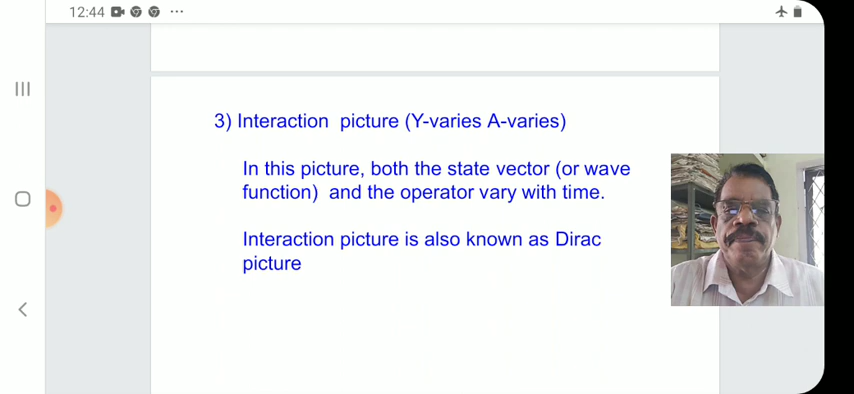 12:44
3) Interaction picture (Y-varies A-varies)
In this picture, both the state vector (or wave
function) and the operator vary with time.
Interaction picture is also known as Dirac
picture